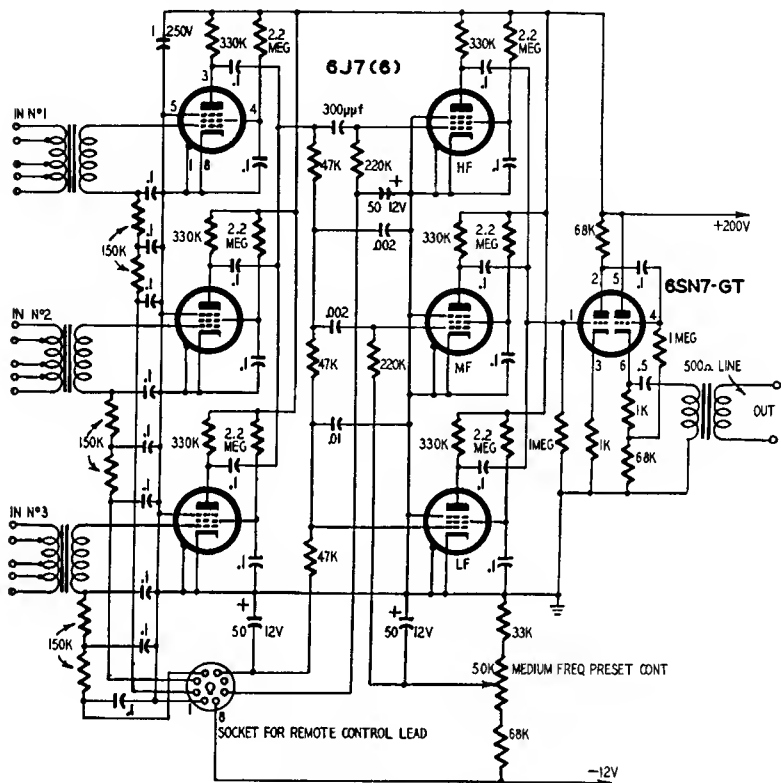 1 250V
330K
2.2 MEG
6J7(6)
330K
2.2 MEG
3
.1
.1
IN Nº1
5
4
300µµf
1
8
.1
47K
220K
HF
.1
.1
50 12V
+
.1
150K
330K
2.2 MEG
.002
330K
2.2 MEG
68K
+200V
.1
.1
.1
2
5
.1
6SN7-GT
IN Nº2
.002
1
4
1MEG
.1
.1
47K
220K
MF
.1
3
6
.5
500Ω LINE
OUT
150K
330K
2.2 MEG
.01
330K
2.2 MEG
1MEG
1K
1K
68K
.1
.1
.1
.1
IN Nº3
47K
LF
.1
.1
.1
.1
+
50 12V
+
50 12V
33K
150K
50K MEDIUM FREQ PRESET CONT
.1
1
8
SOCKET FOR REMOTE CONTROL LEAD
68K
-12V